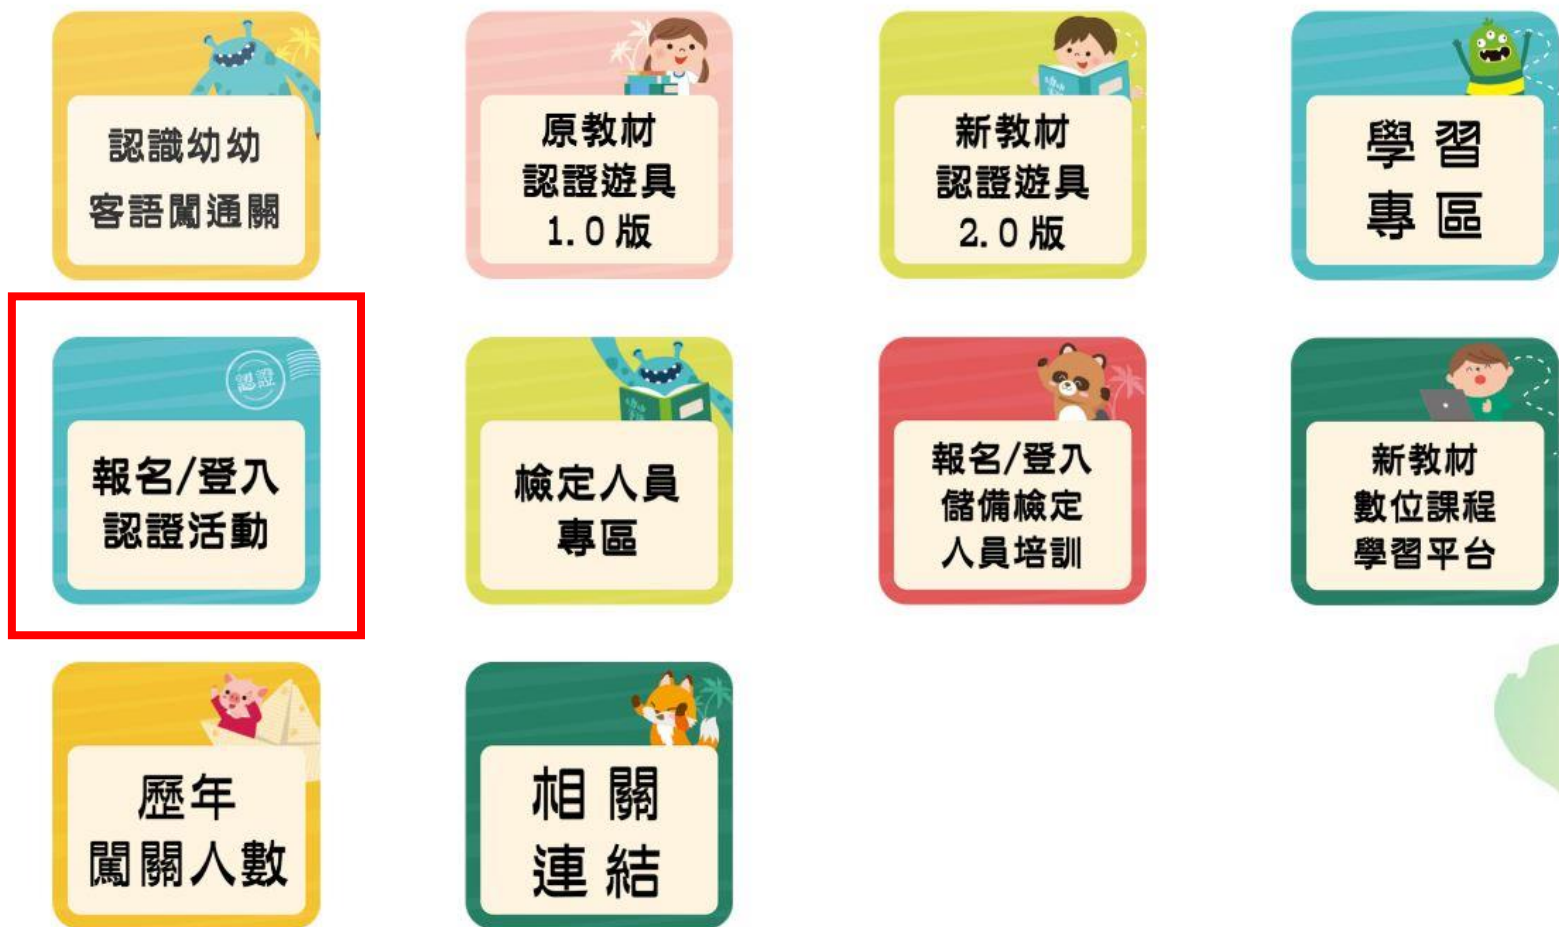 認識幼幼
客語闖通關
原教材
認證遊具
1.0版
新教材
認證遊具
2.0版
學習
專區
認證
報名/登入
認證活動
檢定人員
專區
報名/登入
儲備檢定
人員培訓
新教材
數位課程
學習平台
歷年
闖關人數
相關
連結